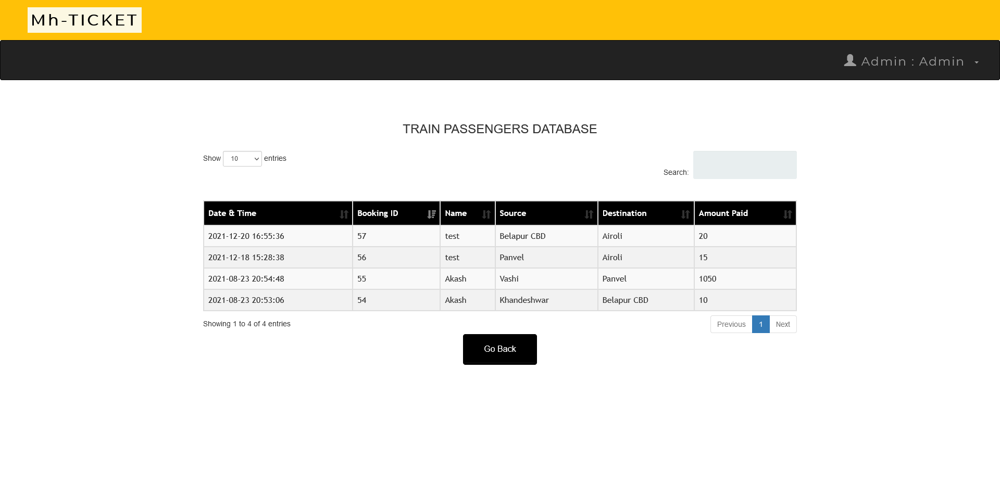 Mh-TICKET
Admin : Admin
TRAIN PASSENGERS DATABASE
Show 10 entries
Search:
Date & Time Booking ID Name Source Destination Amount Paid
2021-12-20 16:55:36 57 test Belapur CBD Airoli 20
2021-12-18 15:28:38 56 test Panvel Airoli 15
2021-08-23 20:54:48 55 Akash Vashi Panvel 1050
2021-08-23 20:53:06 54 Akash Khandeshwar Belapur CBD 10
Showing 1 to 4 of 4 entries
Previous 1 Next
Go Back